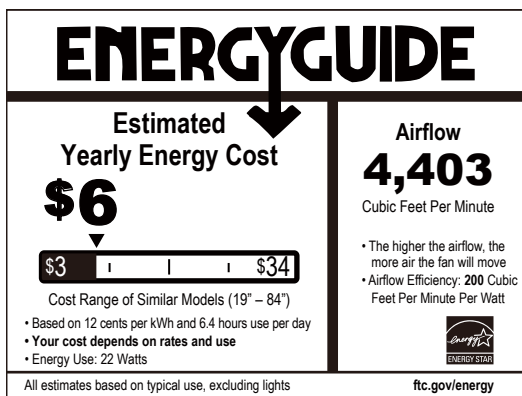 ENERGYGUIDE
Estimated
Yearly Energy Cost
$6
$3
$34
Cost Range of Similar Models (19” – 84”)
• Based on 12 cents per kWh and 6.4 hours use per day
• Your cost depends on rates and use
• Energy Use: 22 Watts
Airflow
4,403
Cubic Feet Per Minute
• The higher the airflow, the
more air the fan will move
• Airflow Efficiency: 200 Cubic
Feet Per Minute Per Watt
energy
ENERGY STAR
All estimates based on typical use, excluding lights
ftc.gov/energy